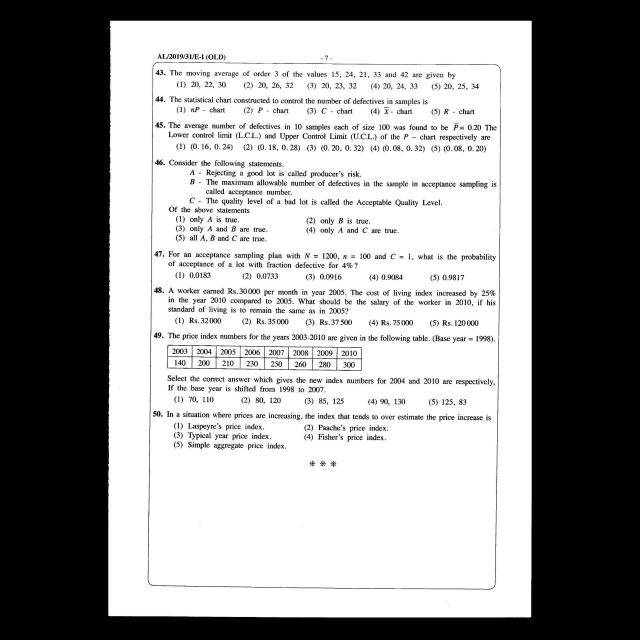 AL/2019/31/E-I (OLD)
- 7 -
43. The moving average of order 3 of the values 15, 24, 21, 33 and 42 are given by
(1) 20, 22, 30 (2) 20, 26, 32 (3) 20, 23, 32 (4) 20, 24, 33 (5) 20, 25, 34
44. The statistical chart constructed to control the number of defectives in samples is
(1) nP - chart (2) P - chart (3) C - chart (4) X̄ - chart (5) R - chart
45. The average number of defectives in 10 samples each of size 100 was found to be P̄ = 0.20 The
Lower control limit (L.C.L.) and Upper Control Limit (U.C.L.) of the P - chart respectively are
(1) (0.16, 0.24) (2) (0.18, 0.28) (3) (0.20, 0.32) (4) (0.08, 0.32) (5) (0.08, 0.20)
46. Consider the following statements.
A - Rejecting a good lot is called producer's risk.
B - The maximum allowable number of defectives in the sample in acceptance sampling is
called acceptance number.
C - The quality level of a bad lot is called the Acceptable Quality Level.
Of the above statements
(1) only A is true. (2) only B is true.
(3) only A and B are true. (4) only A and C are true.
(5) all A, B and C are true.
47. For an acceptance sampling plan with N = 1200, n = 100 and C = 1, what is the probability
of acceptance of a lot with fraction defective for 4% ?
(1) 0.0183 (2) 0.0733 (3) 0.0916 (4) 0.9084 (5) 0.9817
48. A worker earned Rs. 30 000 per month in year 2005. The cost of living index increased by 25%
in the year 2010 compared to 2005. What should be the salary of the worker in 2010, if his
standard of living is to remain the same as in 2005?
(1) Rs. 32 000 (2) Rs. 35 000 (3) Rs. 37 500 (4) Rs. 75 000 (5) Rs. 120 000
49. The price index numbers for the years 2003-2010 are given in the following table. (Base year = 1998).
2003 2004 2005 2006 2007 2008 2009 2010
140 200 210 230 250 260 280 300
Select the correct answer which gives the new index numbers for 2004 and 2010 are respectively,
If the base year is shifted from 1998 to 2007.
(1) 70, 110 (2) 80, 120 (3) 85, 125 (4) 90, 130 (5) 125, 83
50. In a situation where prices are increasing, the index that tends to over estimate the price increase is
(1) Laspeyre's price index. (2) Paache's price index.
(3) Typical year price index. (4) Fisher's price index.
(5) Simple aggregate price index.
* * *